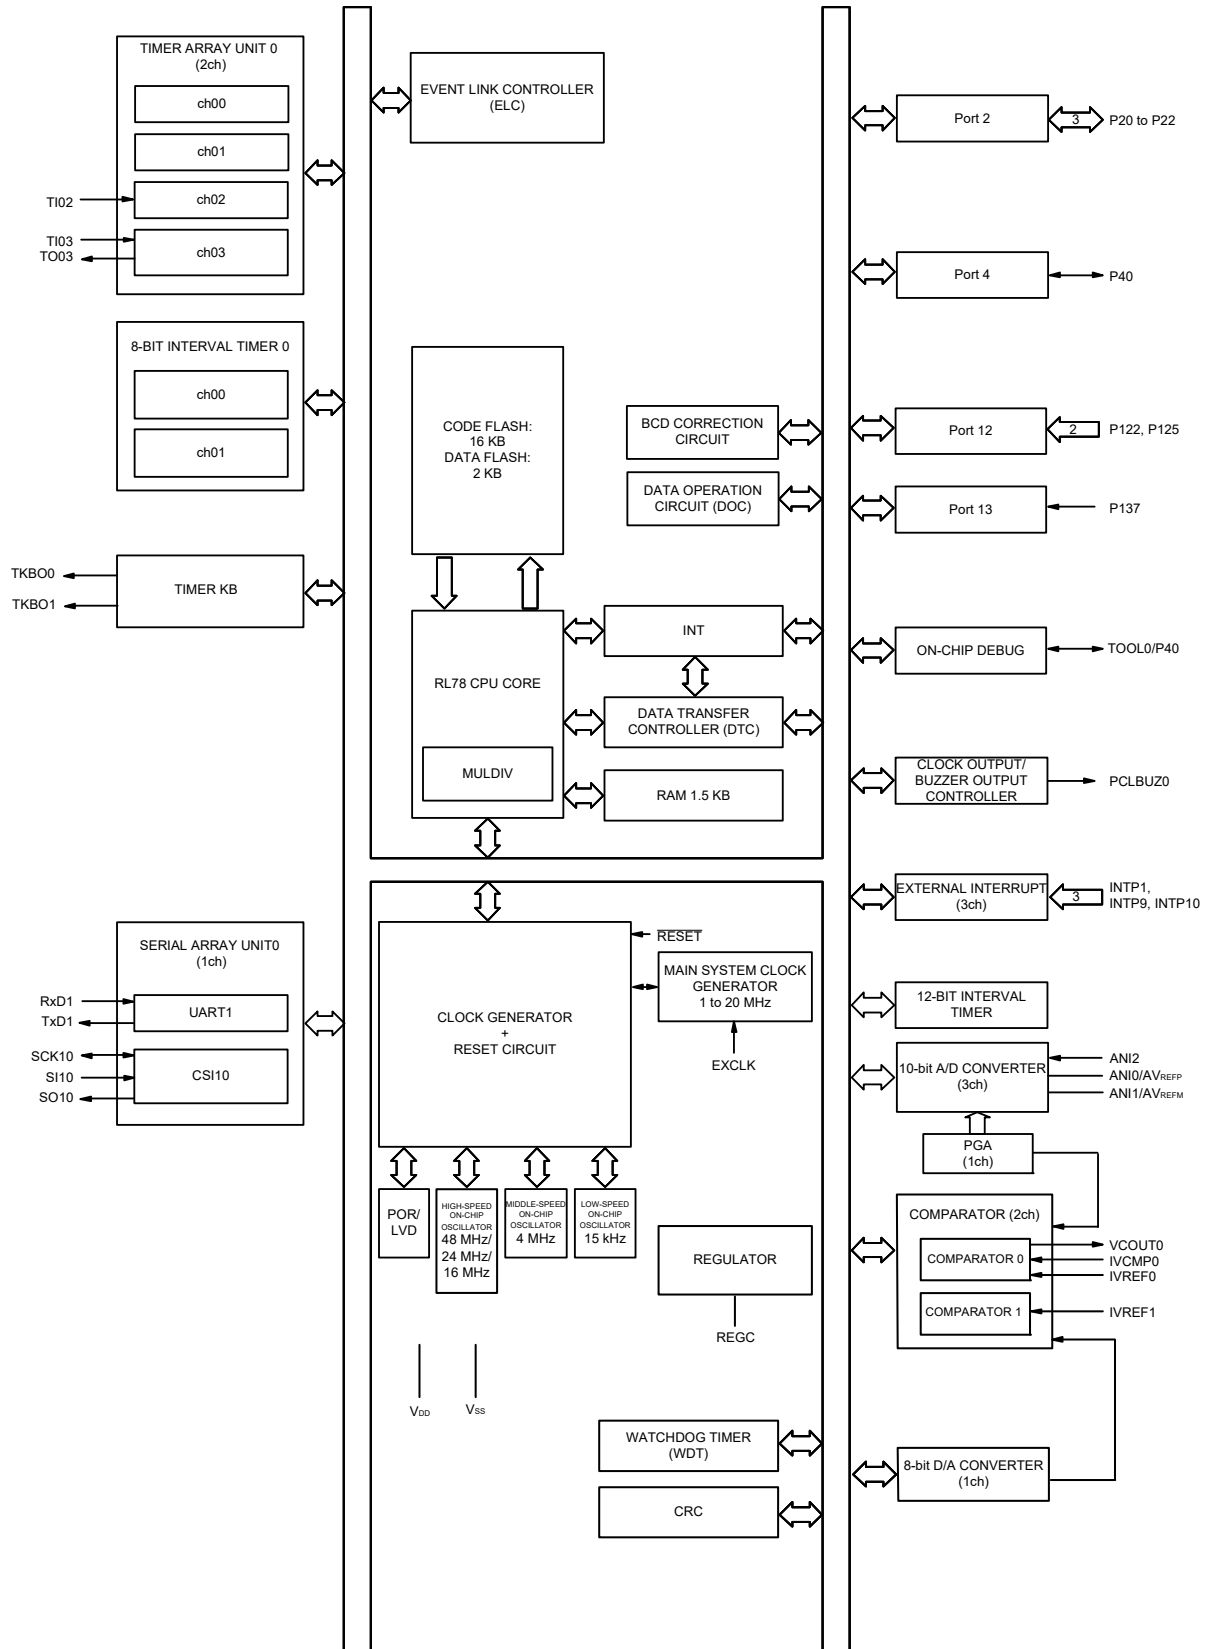 TIMER ARRAY UNIT 0
(2ch)
ch00
ch01
ch02
ch03
TI02
TI03
TO03
8-BIT INTERVAL TIMER 0
ch00
ch01
TKBO0
TKBO1
TIMER KB
SERIAL ARRAY UNIT0
(1ch)
RxD1
TxD1
UART1
SCK10
SI10
SO10
CSI10
EVENT LINK CONTROLLER
(ELC)
CODE FLASH:
16 KB
DATA FLASH:
2 KB
BCD CORRECTION
CIRCUIT
DATA OPERATION
CIRCUIT (DOC)
RL78 CPU CORE
MULDIV
INT
DATA TRANSFER
CONTROLLER (DTC)
RAM 1.5 KB
CLOCK GENERATOR
+
RESET CIRCUIT
RESET
MAIN SYSTEM CLOCK
GENERATOR
1 to 20 MHz
EXCLK
POR/
LVD
HIGH-SPEED
ON-CHIP
OSCILLATOR
48 MHz/
24 MHz/
16 MHz
MIDDLE-SPEED
ON-CHIP
OSCILLATOR
4 MHz
LOW-SPEED
ON-CHIP
OSCILLATOR
15 kHz
REGULATOR
REGC
VDD
VSS
WATCHDOG TIMER
(WDT)
CRC
Port 2
3
P20 to P22
Port 4
P40
Port 12
2
P122, P125
Port 13
P137
ON-CHIP DEBUG
TOOL0/P40
CLOCK OUTPUT/
BUZZER OUTPUT
CONTROLLER
PCLBUZ0
EXTERNAL INTERRUPT
(3ch)
3
INTP1,
INTP9, INTP10
12-BIT INTERVAL
TIMER
10-bit A/D CONVERTER
(3ch)
ANI2
ANI0/AVREFP
ANI1/AVREFM
PGA
(1ch)
COMPARATOR (2ch)
COMPARATOR 0
VCOUT0
IVCMP0
IVREF0
COMPARATOR 1
IVREF1
8-bit D/A CONVERTER
(1ch)